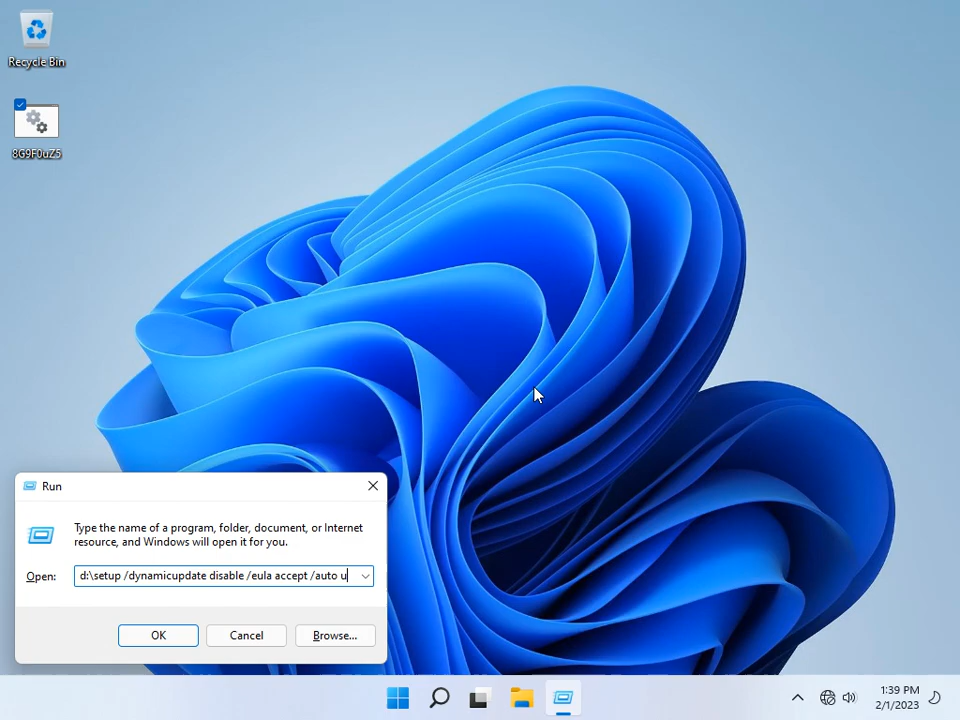 Recycle Bin
8G9F0uZ5
Run
Type the name of a program, folder, document, or Internet
resource, and Windows will open it for you.
Open:
d:\setup /dynamicupdate disable /eula accept /auto u
OK
Cancel
Browse...
1:39 PM
2/1/2023